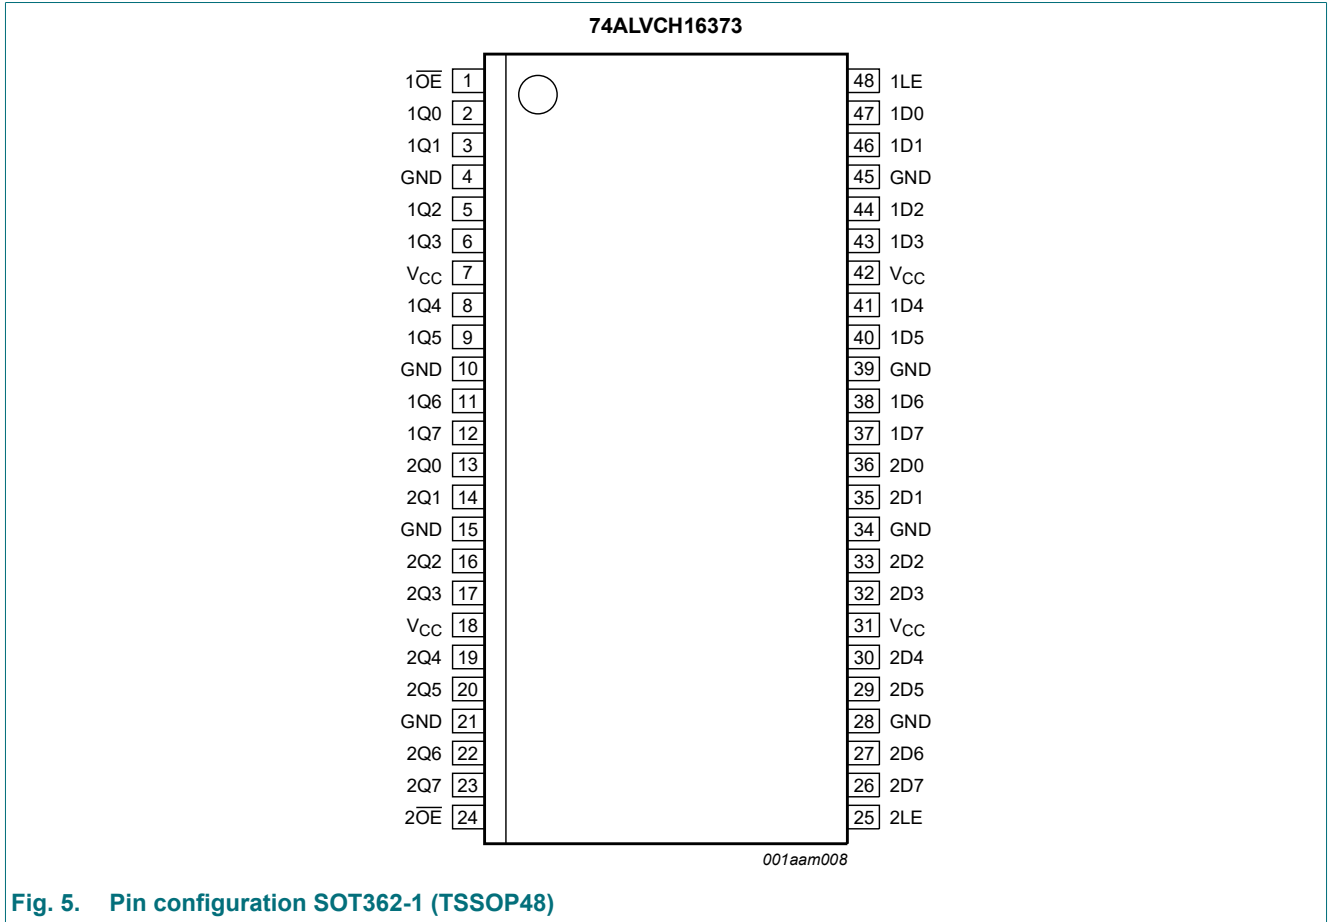 74ALVCH16373
1OE 1 48 1LE
1Q0 2 47 1D0
1Q1 3 46 1D1
GND 4 45 GND
1Q2 5 44 1D2
1Q3 6 43 1D3
VCC 7 42 VCC
1Q4 8 41 1D4
1Q5 9 40 1D5
GND 10 39 GND
1Q6 11 38 1D6
1Q7 12 37 1D7
2Q0 13 36 2D0
2Q1 14 35 2D1
GND 15 34 GND
2Q2 16 33 2D2
2Q3 17 32 2D3
VCC 18 31 VCC
2Q4 19 30 2D4
2Q5 20 29 2D5
GND 21 28 GND
2Q6 22 27 2D6
2Q7 23 26 2D7
2OE 24 25 2LE
001aam008
Fig. 5. Pin configuration SOT362-1 (TSSOP48)